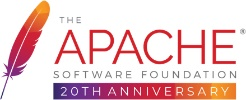 THE
APACHE®
SOFTWARE FOUNDATION
20TH ANNIVERSARY